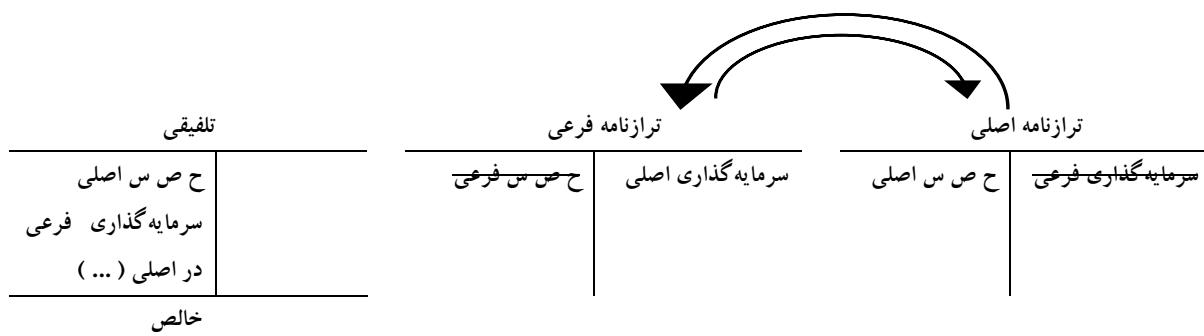 ترازنامه اصلی
سرمایه‌گذاری فرعی
ح ص س اصلی
ترازنامه فرعی
سرمایه‌گذاری اصلی
ح ص س فرعی
تلفیقی
ح ص س اصلی
سرمایه‌گذاری فرعی
در اصلی ( ... )
خالص